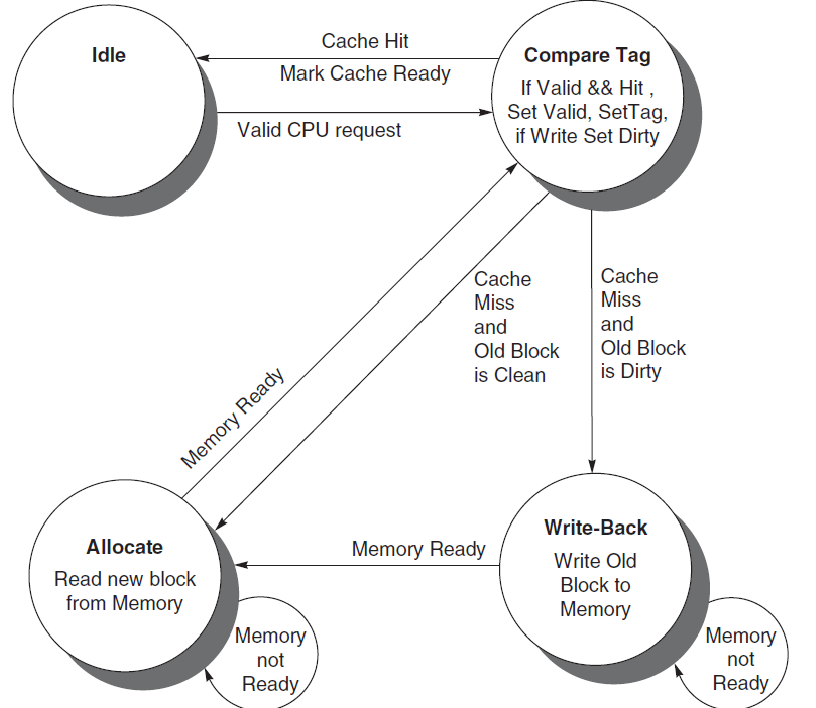 Idle
Cache Hit
Mark Cache Ready
Valid CPU request
Compare Tag
If Valid && Hit ,
Set Valid, SetTag,
if Write Set Dirty
Cache
Miss
and
Old Block
is Clean
Cache
Miss
and
Old Block
is Dirty
Memory Ready
Allocate
Read new block
from Memory
Memory
not
Ready
Memory Ready
Write-Back
Write Old
Block to
Memory
Memory
not
Ready